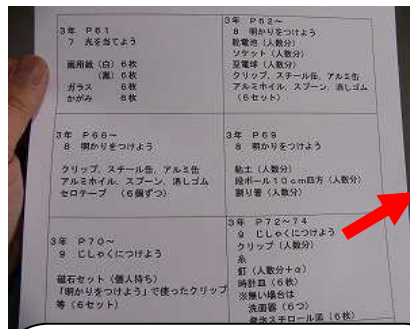 3年 P61
7 光を当てよう
画用紙（白）6枚
（黒）6枚
ガラス 6枚
かがみ 6枚
3年 P62～
8 明かりをつけよう
乾電池（人数分）
ソケット（人数分）
豆電球（人数分）
クリップ、スチール缶、アルミ缶
アルミホイル、スプーン、消しゴム
（6セット）
3年 P66～
8 明かりをつけよう
クリップ、スチール缶、アルミ缶
アルミホイル、スプーン、消しゴム
セロテープ （6個ずつ）
3年 P69
8 明かりをつけよう
粘土（人数分）
段ボール10cm四方（人数分）
割り箸（人数分）
3年 P70～
9 じしゃくにつけよう
磁石セット（個人持ち）
「明かりをつけよう」で使ったクリップ
等（6セット）
3年 P72～74
9 じしゃくにつけよう
クリップ（人数分）
糸
釘（人数分+α）
時計皿（6枚）
※無い場合は
洗面器（6つ）
発泡スチロール皿（6枚）